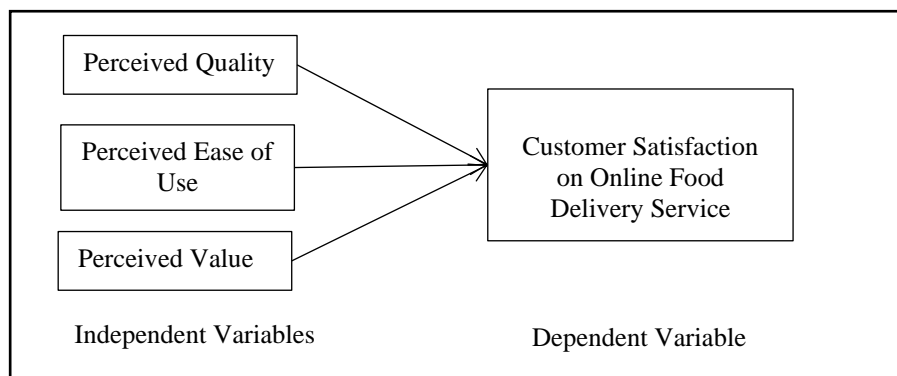 Perceived Quality
Perceived Ease of
Use
Perceived Value
Customer Satisfaction
on Online Food
Delivery Service
Independent Variables
Dependent Variable